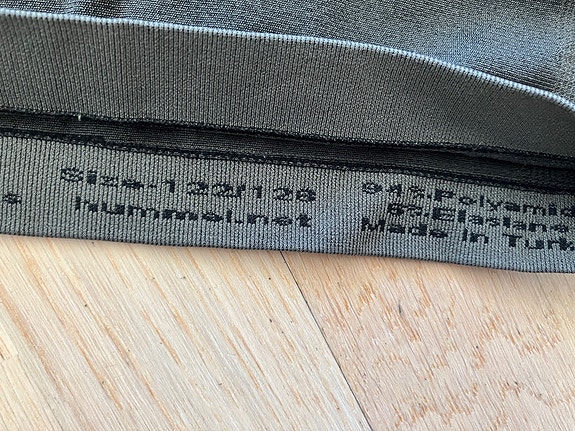 Size-122/128
hummel.net
94%-Polyamid
6%-Elastane
Made in Turk